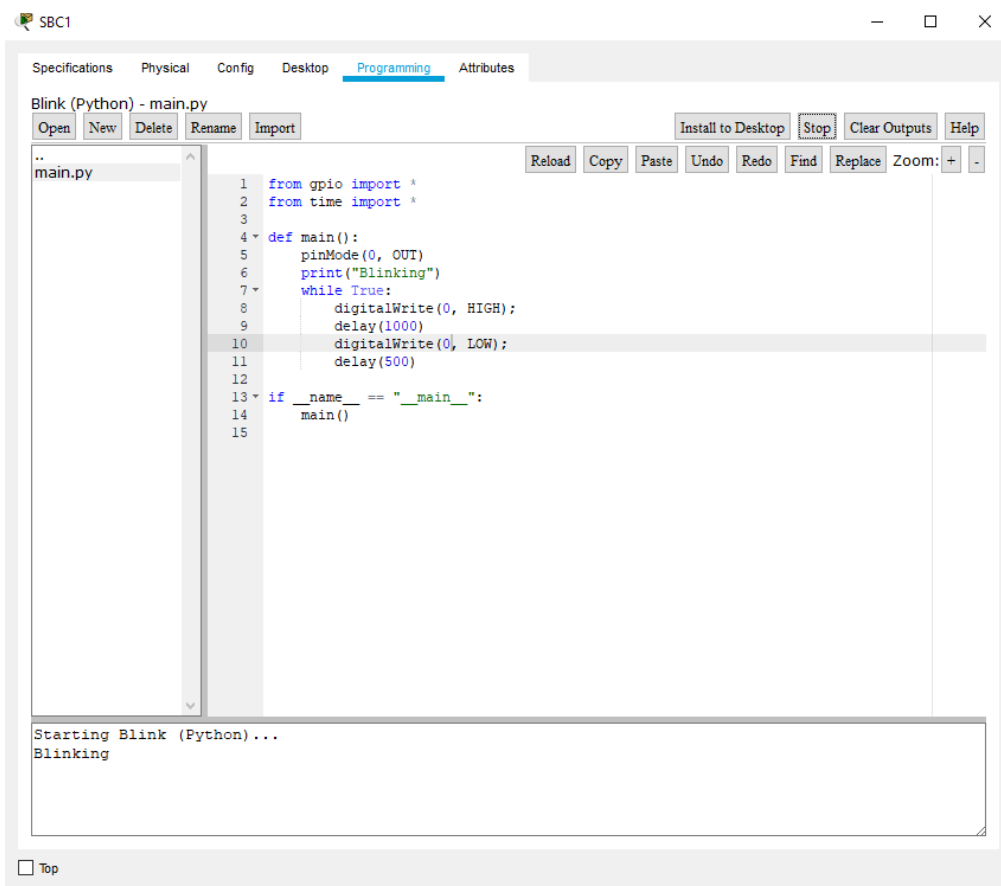 SBC1
Specifications Physical Config Desktop Programming Attributes
Blink (Python) - main.py
Open New Delete Rename Import Install to Desktop Stop Clear Outputs Help
Reload Copy Paste Undo Redo Find Replace Zoom: + -
..
main.py
1 from gpio import *
2 from time import *
3
4 def main():
5     pinMode(0, OUT)
6     print("Blinking")
7     while True:
8         digitalWrite(0, HIGH);
9         delay(1000)
10         digitalWrite(0, LOW);
11         delay(500)
12
13 if __name__ == "__main__":
14     main()
15
Starting Blink (Python)...
Blinking
Top